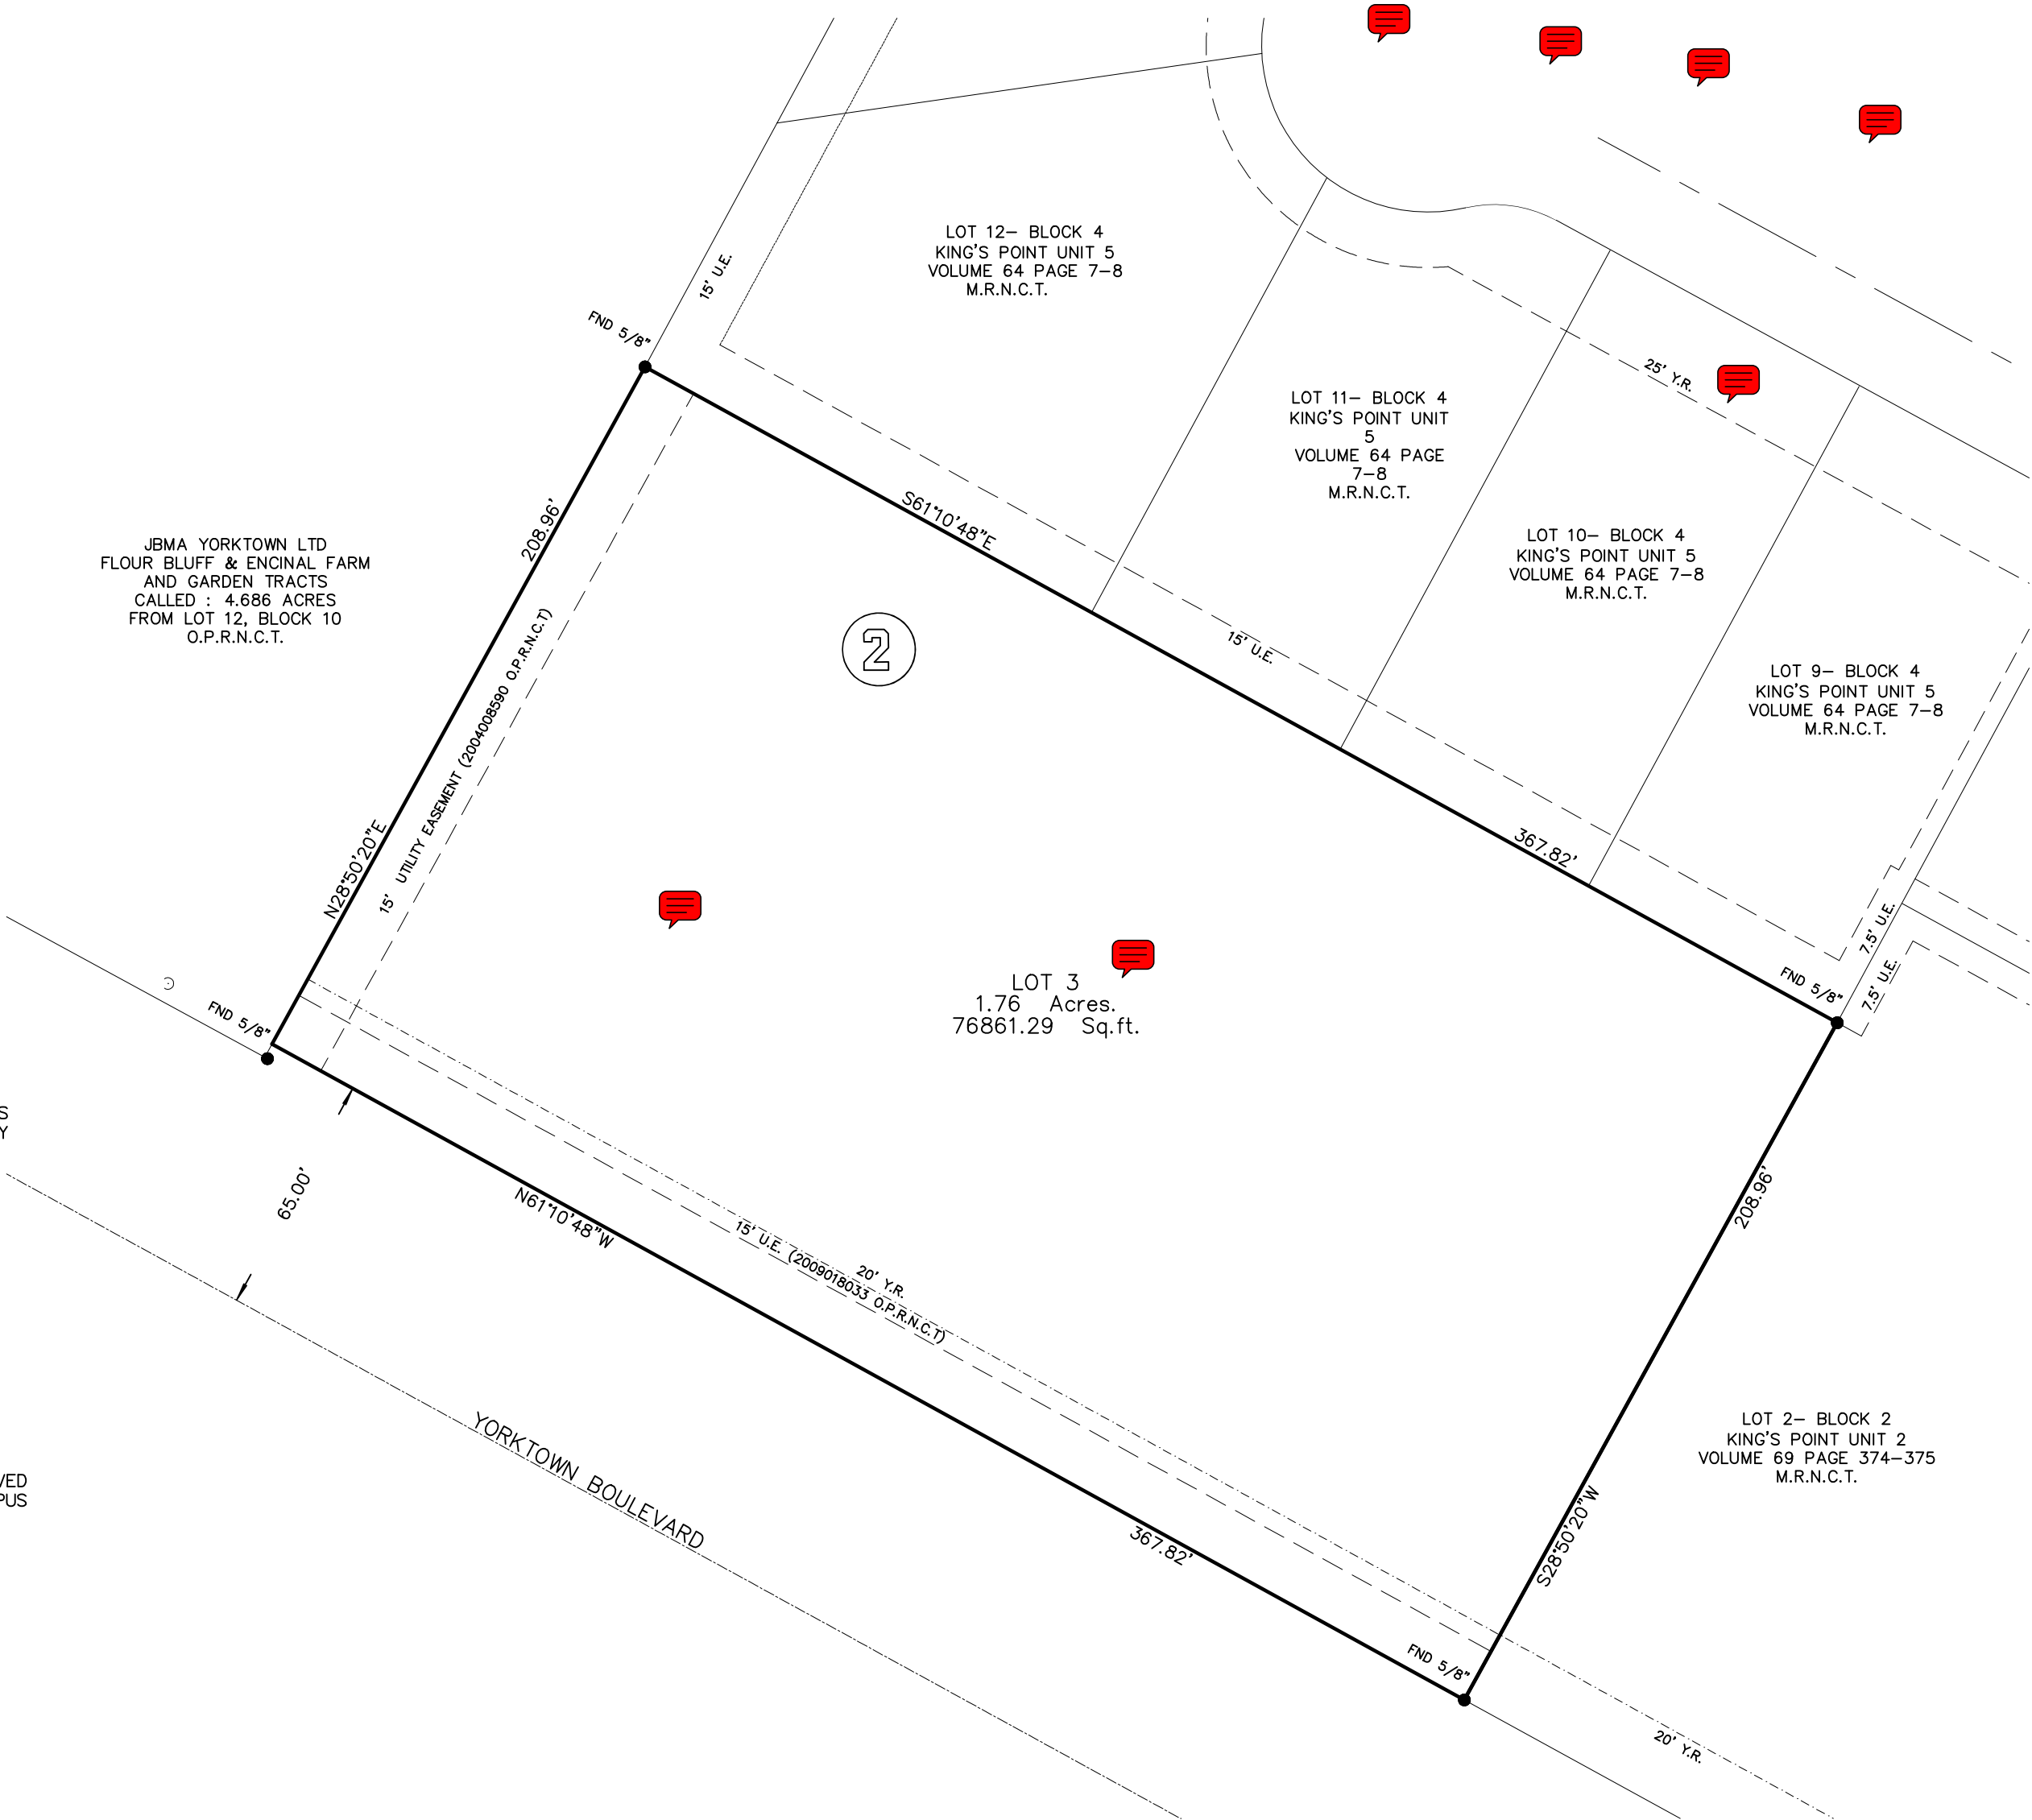 LOT 12- BLOCK 4
KING'S POINT UNIT 5
VOLUME 64 PAGE 7-8
M.R.N.C.T.
15' U.E.
FND 5/8"
25' Y.R.
LOT 11- BLOCK 4
KING'S POINT UNIT
5
VOLUME 64 PAGE
7-8
M.R.N.C.T.
S61°10'48"E
208.96'
LOT 10- BLOCK 4
KING'S POINT UNIT 5
VOLUME 64 PAGE 7-8
M.R.N.C.T.
JBMA YORKTOWN LTD
FLOUR BLUFF & ENCINAL FARM
AND GARDEN TRACTS
CALLED : 4.686 ACRES
FROM LOT 12, BLOCK 10
O.P.R.N.C.T.
2
15' U.E.
LOT 9- BLOCK 4
KING'S POINT UNIT 5
VOLUME 64 PAGE 7-8
M.R.N.C.T.
15' UTILITY EASEMENT (2004008590 O.P.R.N.C.T)
N28°50'20"E
367.82'
7.5' U.E.
7.5' U.E.
FND 5/8"
FND 5/8"
LOT 3
1.76 Acres.
76861.29 Sq.ft.
S
Y
65.00'
N61°10'48"W
208.96'
15' U.E. (2009018033 O.P.R.N.C.T)
20' Y.R.
LOT 2- BLOCK 2
KING'S POINT UNIT 2
VOLUME 69 PAGE 374-375
M.R.N.C.T.
VED
PUS
YORKTOWN BOULEVARD
367.82'
S28°50'20"W
FND 5/8"
20' Y.R.